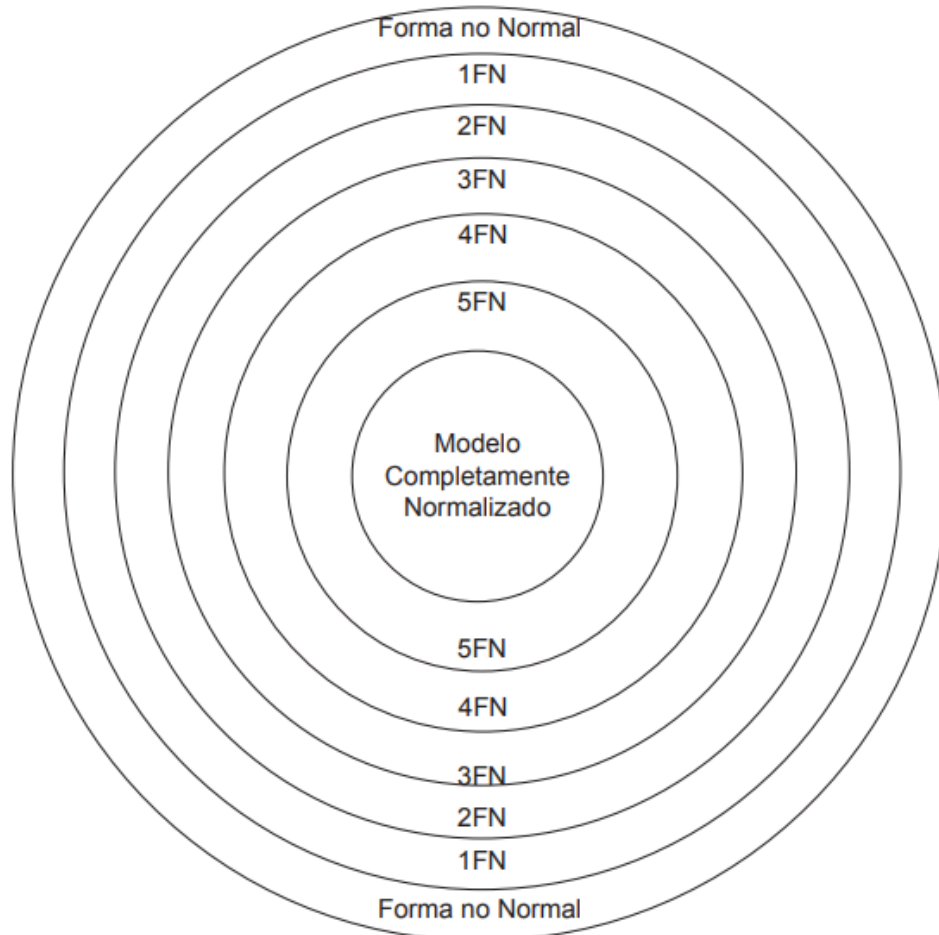 Forma no Normal
1FN
2FN
3FN
4FN
5FN
Modelo
Completamente
Normalizado
5FN
4FN
3FN
2FN
1FN
Forma no Normal